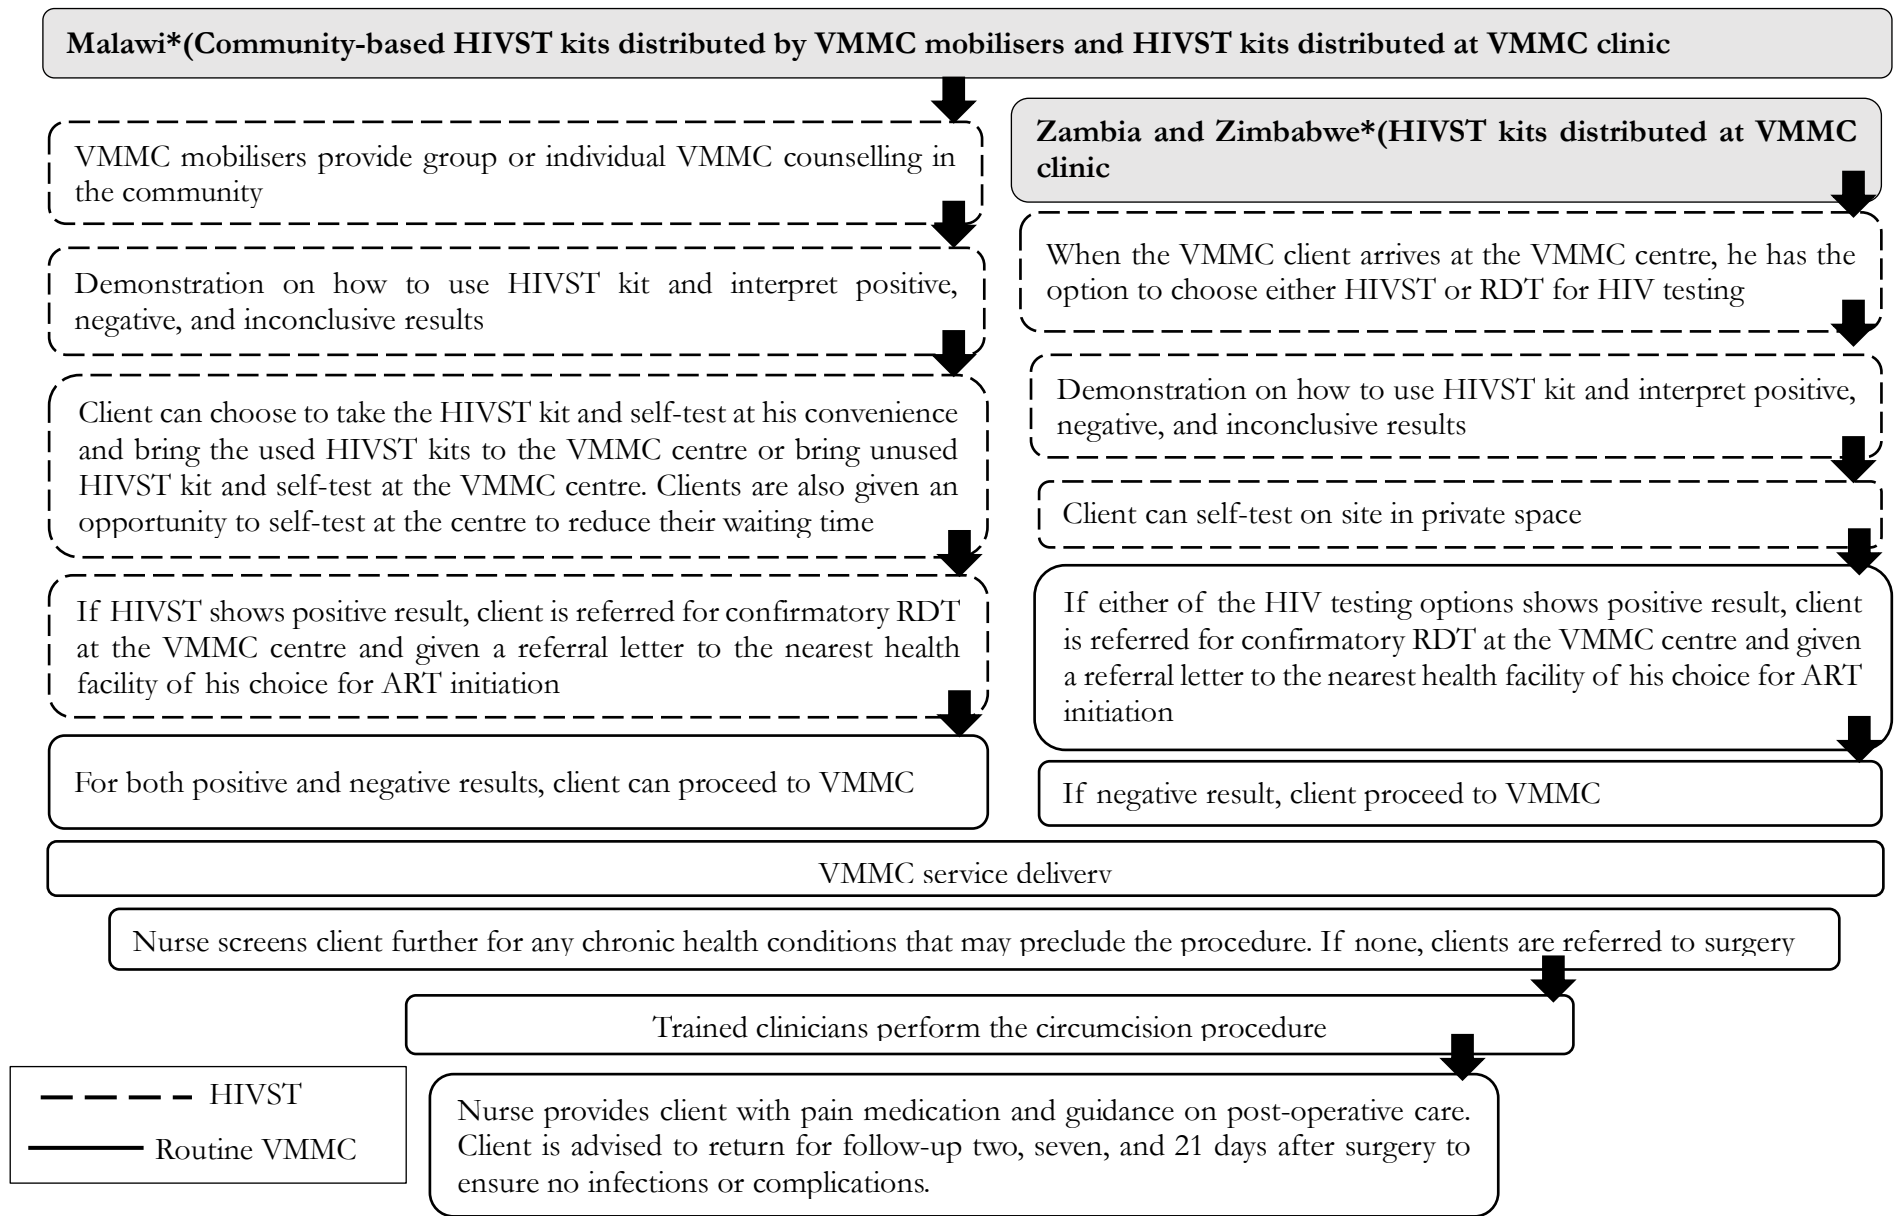 Malawi*(Community-based HIVST kits distributed by VMMC mobilisers and HIVST kits distributed at VMMC clinic
VMMC mobilisers provide group or individual VMMC counselling in
the community
Demonstration on how to use HIVST kit and interpret positive,
negative, and inconclusive results
Client can choose to take the HIVST kit and self-test at his convenience
and bring the used HIVST kits to the VMMC centre or bring unused
HIVST kit and self-test at the VMMC centre. Clients are also given an
opportunity to self-test at the centre to reduce their waiting time
If HIVST shows positive result, client is referred for confirmatory RDT
at the VMMC centre and given a referral letter to the nearest health
facility of his choice for ART initiation
For both positive and negative results, client can proceed to VMMC
Zambia and Zimbabwe*(HIVST kits distributed at VMMC
clinic
When the VMMC client arrives at the VMMC centre, he has the
option to choose either HIVST or RDT for HIV testing
Demonstration on how to use HIVST kit and interpret positive,
negative, and inconclusive results
Client can self-test on site in private space
If either of the HIV testing options shows positive result, client
is referred for confirmatory RDT at the VMMC centre and given
a referral letter to the nearest health facility of his choice for ART
initiation
If negative result, client proceed to VMMC
VMMC service delivery
Nurse screens client further for any chronic health conditions that may preclude the procedure. If none, clients are referred to surgery
Trained clinicians perform the circumcision procedure
Nurse provides client with pain medication and guidance on post-operative care.
Client is advised to return for follow-up two, seven, and 21 days after surgery to
ensure no infections or complications.
HIVST
Routine VMMC